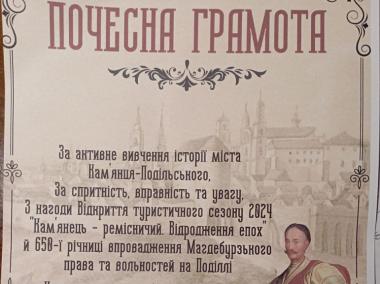 ПОЧЕСНА ГРАМОТА
За активне вивчення історії міста
Кам'янця-Подільського,
За спритність, вправність та увагу,
З нагоди Відкриття туристичного сезону 2024
"Кам'янець - ремісничий. Відродження епох"
й 650-ї річниці впровадження Магдебурзького
права та вольностей на Поділлі